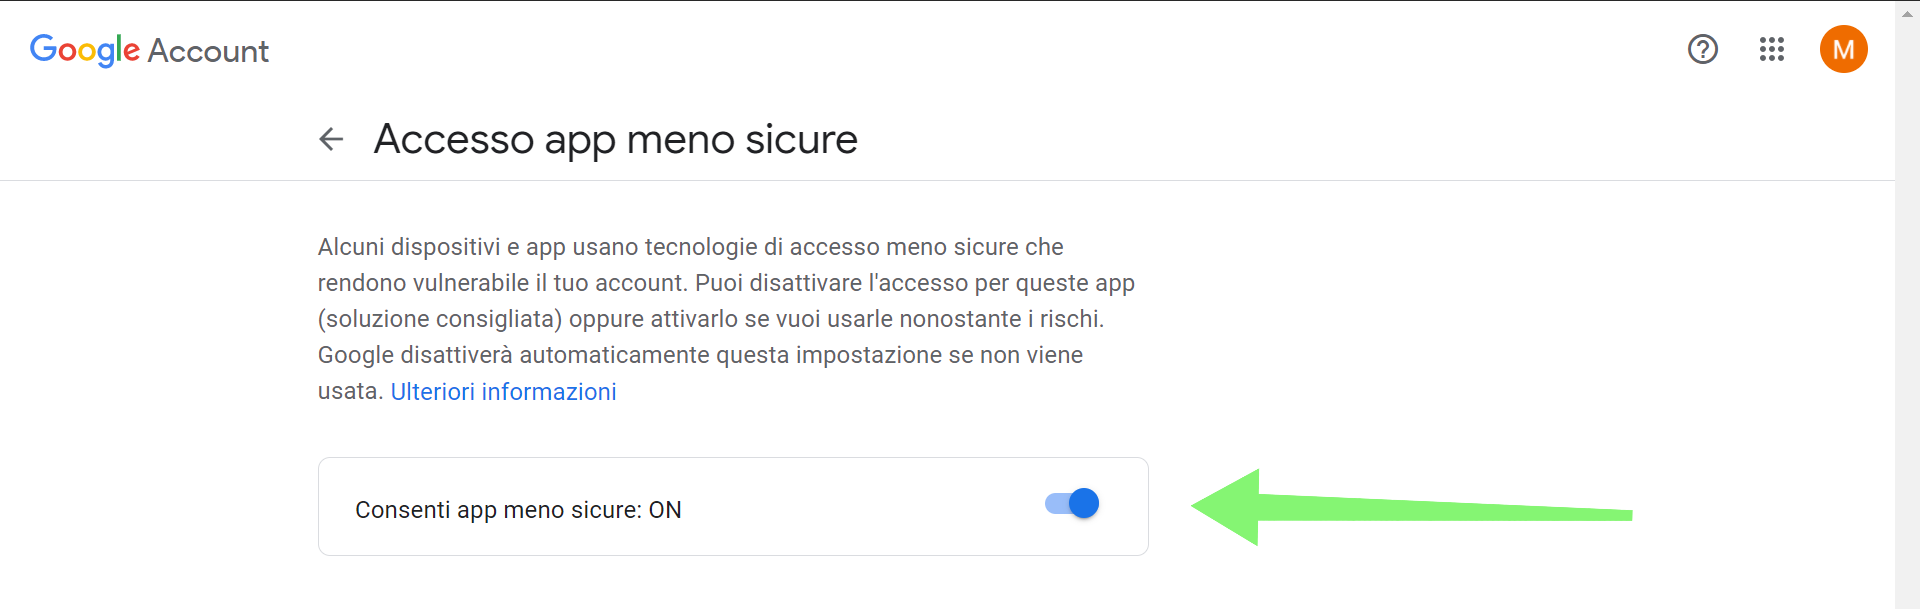 Google Account
M
Accesso app meno sicure
Alcuni dispositivi e app usano tecnologie di accesso meno sicure che
rendono vulnerabile il tuo account. Puoi disattivare l'accesso per queste app
(soluzione consigliata) oppure attivarlo se vuoi usarle nonostante i rischi.
Google disattiverà automaticamente questa impostazione se non viene
usata. Ulteriori informazioni
Consenti app meno sicure: ON